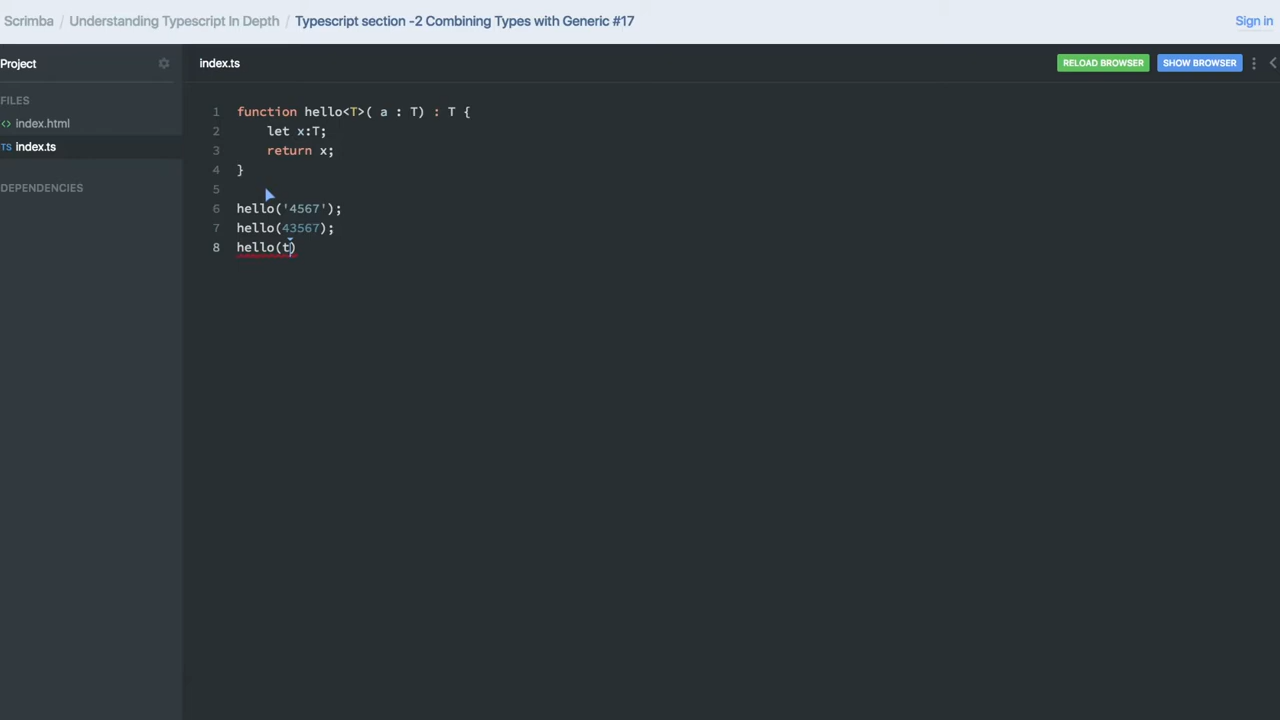 Scrimba / Understanding Typescript In Depth / Typescript section -2 Combining Types with Generic #17
Sign in
Project
index.ts
RELOAD BROWSER
SHOW BROWSER
FILES
<> index.html
TS index.ts
DEPENDENCIES
1 function hello<T>( a : T) : T {
2 let x:T;
3 return x;
4 }
5
6 hello('4567');
7 hello(43567);
8 hello(t)